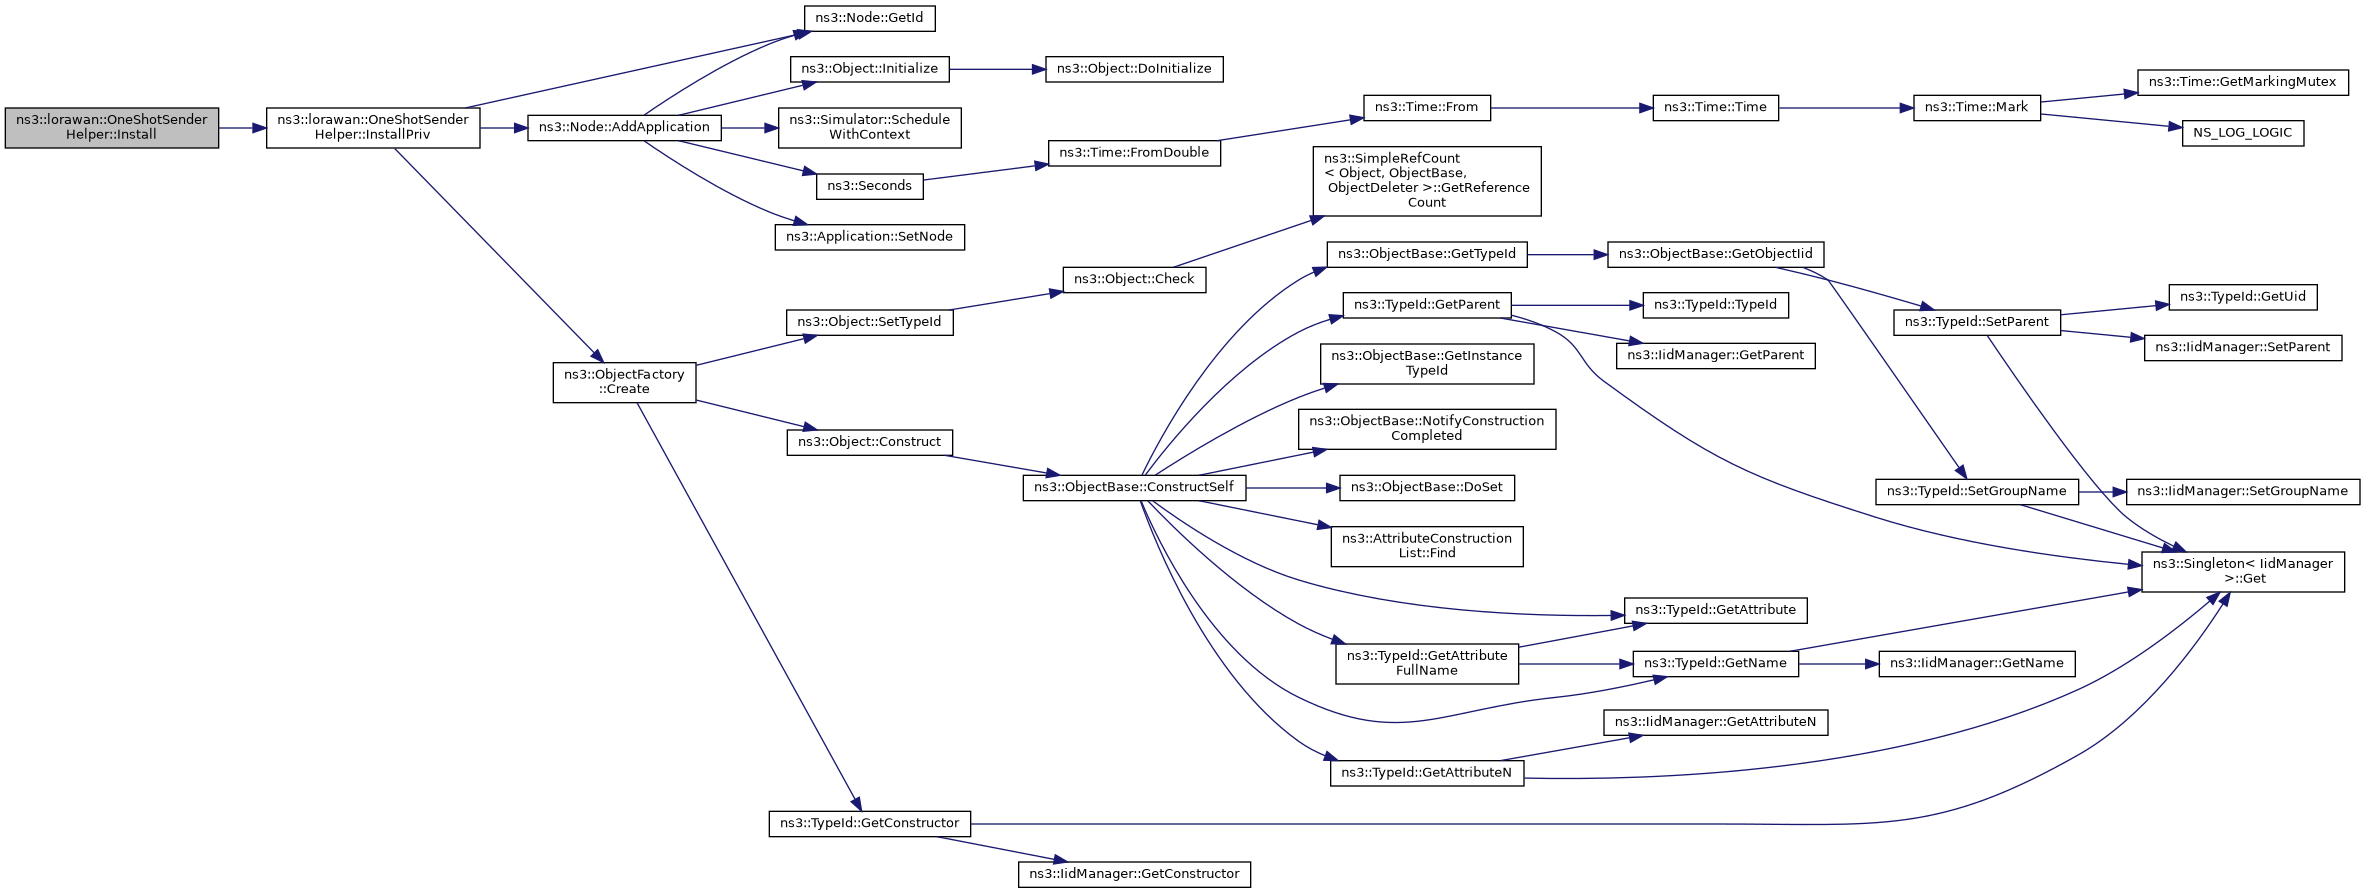 ns3::lorawan::OneShotSender
Helper::Install
ns3::lorawan::OneShotSender
Helper::InstallPriv
ns3::Node::GetId
ns3::Node::AddApplication
ns3::Object::Initialize
ns3::Object::DoInitialize
ns3::Simulator::Schedule
WithContext
ns3::Seconds
ns3::Time::FromDouble
ns3::Time::From
ns3::Time::Time
ns3::Time::Mark
ns3::Time::GetMarkingMutex
NS_LOG_LOGIC
ns3::Application::SetNode
ns3::ObjectFactory
::Create
ns3::Object::SetTypeId
ns3::Object::Check
ns3::SimpleRefCount
< Object, ObjectBase,
ObjectDeleter >::GetReference
Count
ns3::Object::Construct
ns3::ObjectBase::ConstructSelf
ns3::ObjectBase::GetTypeId
ns3::ObjectBase::GetObjectIid
ns3::TypeId::GetParent
ns3::TypeId::TypeId
ns3::IidManager::GetParent
ns3::TypeId::SetParent
ns3::TypeId::GetUid
ns3::IidManager::SetParent
ns3::ObjectBase::GetInstance
TypeId
ns3::ObjectBase::NotifyConstruction
Completed
ns3::ObjectBase::DoSet
ns3::AttributeConstruction
List::Find
ns3::TypeId::SetGroupName
ns3::IidManager::SetGroupName
ns3::Singleton< IidManager
>::Get
ns3::TypeId::GetAttribute
ns3::TypeId::GetAttribute
FullName
ns3::TypeId::GetName
ns3::IidManager::GetName
ns3::IidManager::GetAttributeN
ns3::TypeId::GetAttributeN
ns3::TypeId::GetConstructor
ns3::IidManager::GetConstructor